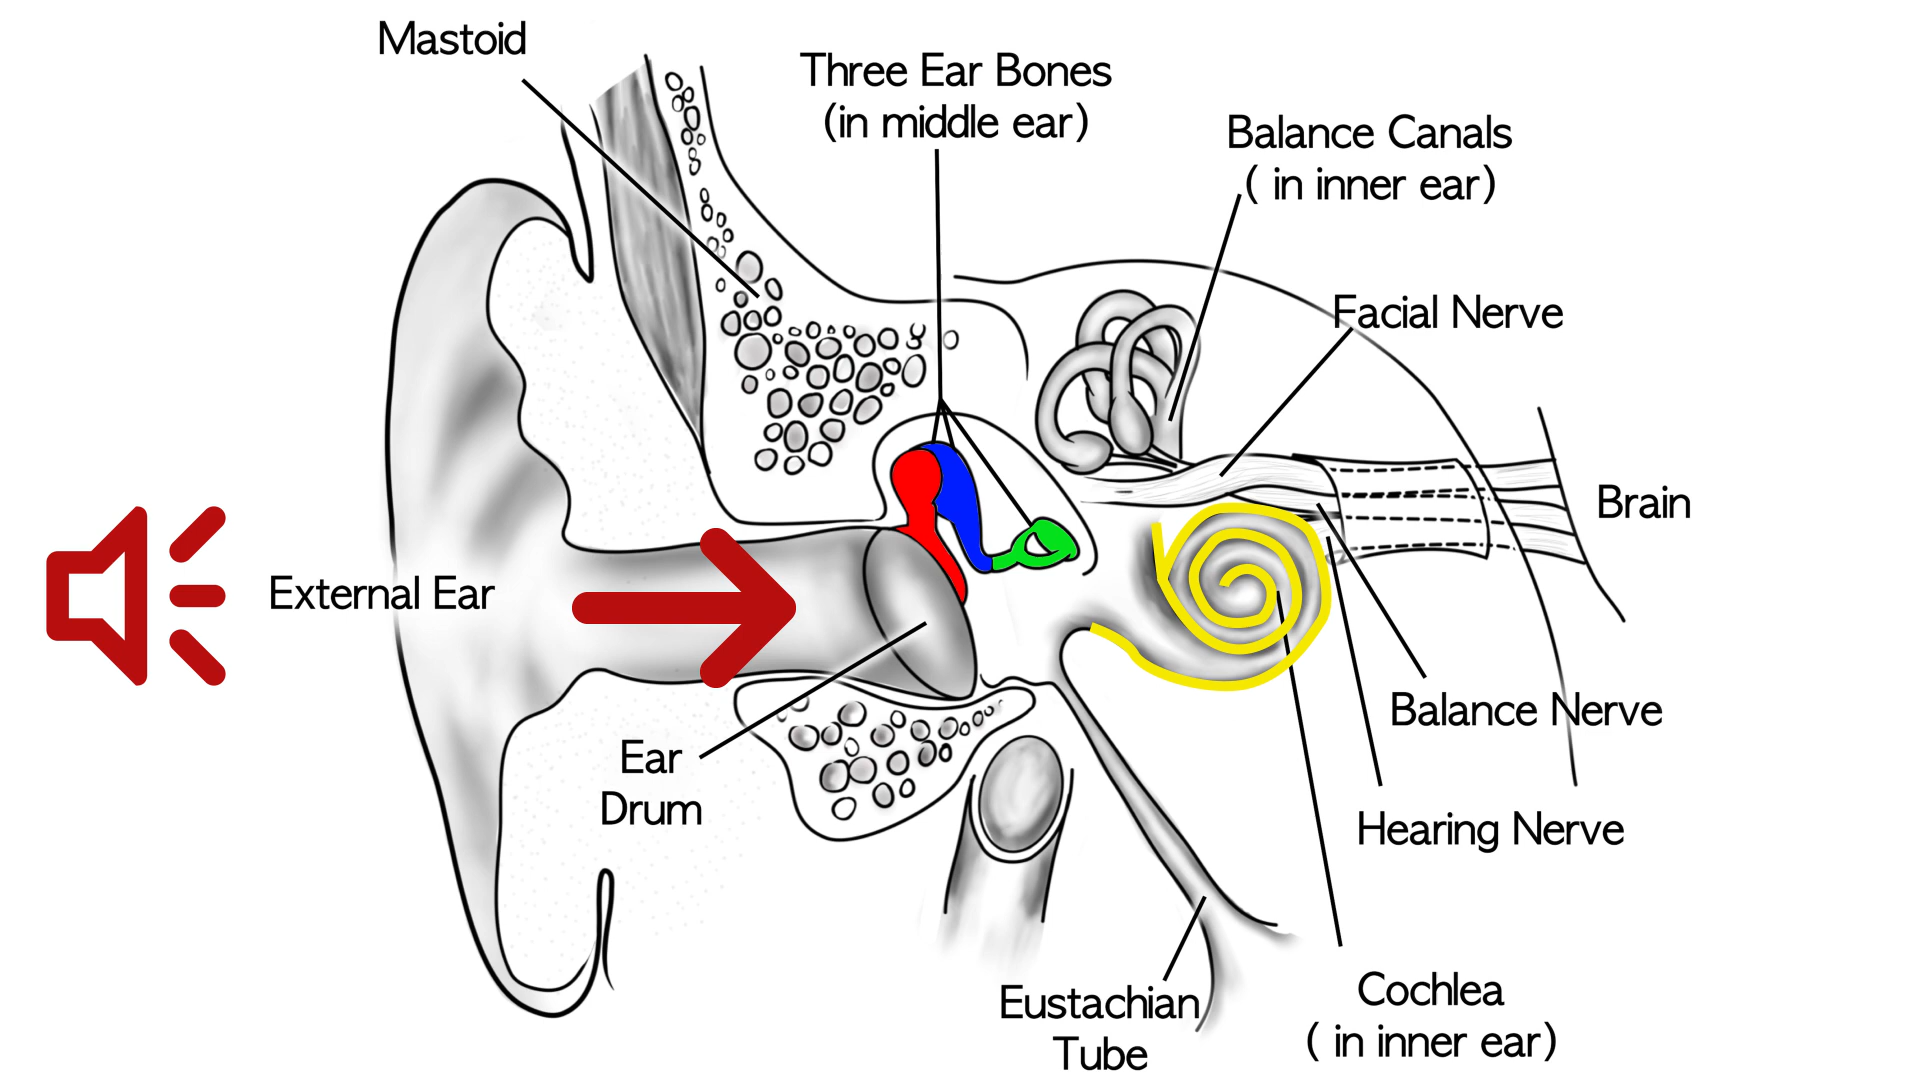 Mastoid
Three Ear Bones
(in middle ear)
Balance Canals
( in inner ear)
Facial Nerve
Brain
External Ear
Balance Nerve
Ear
Drum
Hearing Nerve
Eustachian
Tube
Cochlea
( in inner ear)